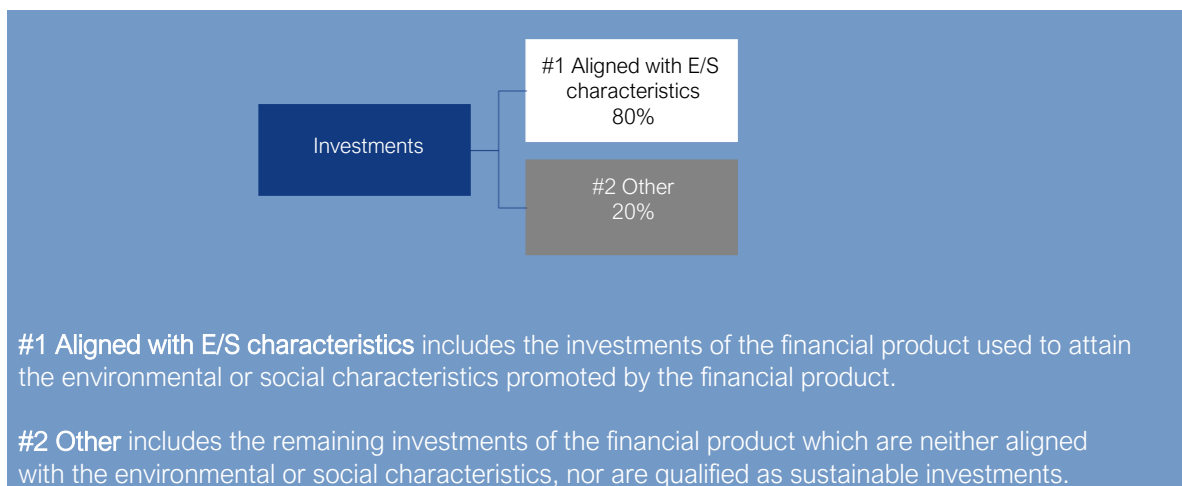 #1 Aligned with E/S
characteristics
80%
Investments
#2 Other
20%
#1 Aligned with E/S characteristics includes the investments of the financial product used to attain
the environmental or social characteristics promoted by the financial product.
#2 Other includes the remaining investments of the financial product which are neither aligned
with the environmental or social characteristics, nor are qualified as sustainable investments.